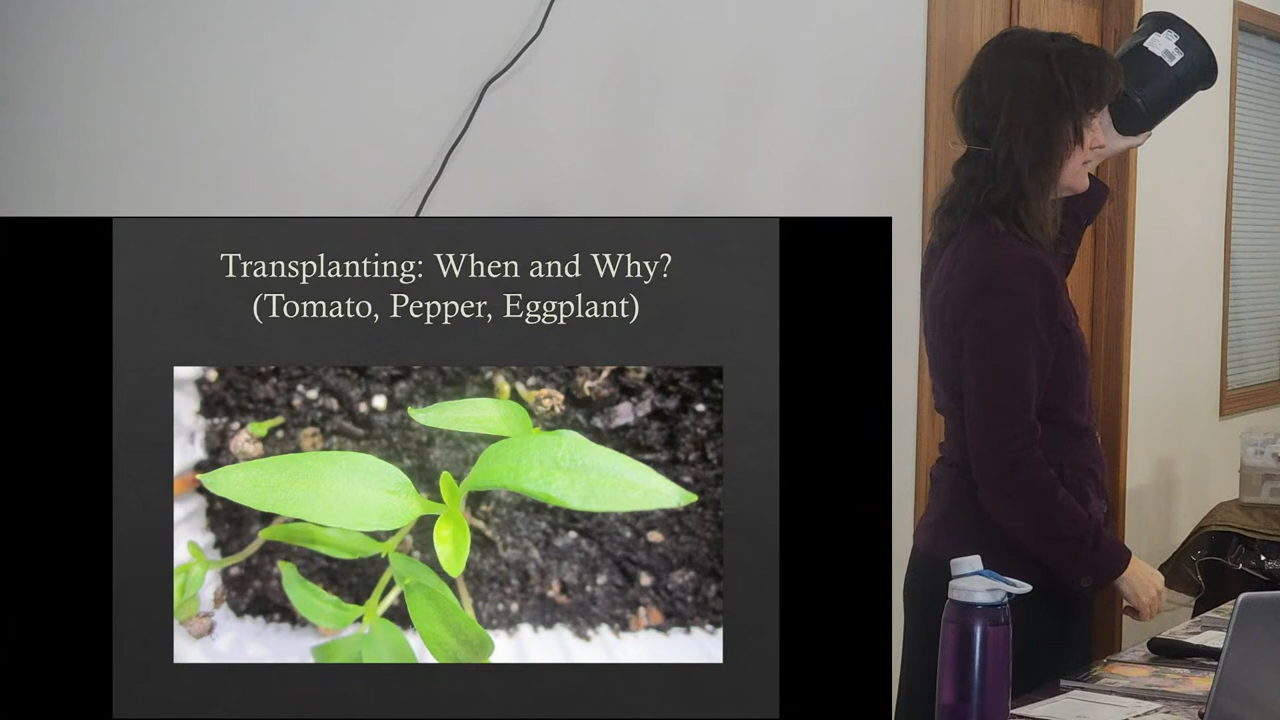 Transplanting: When and Why?
(Tomato, Pepper, Eggplant)